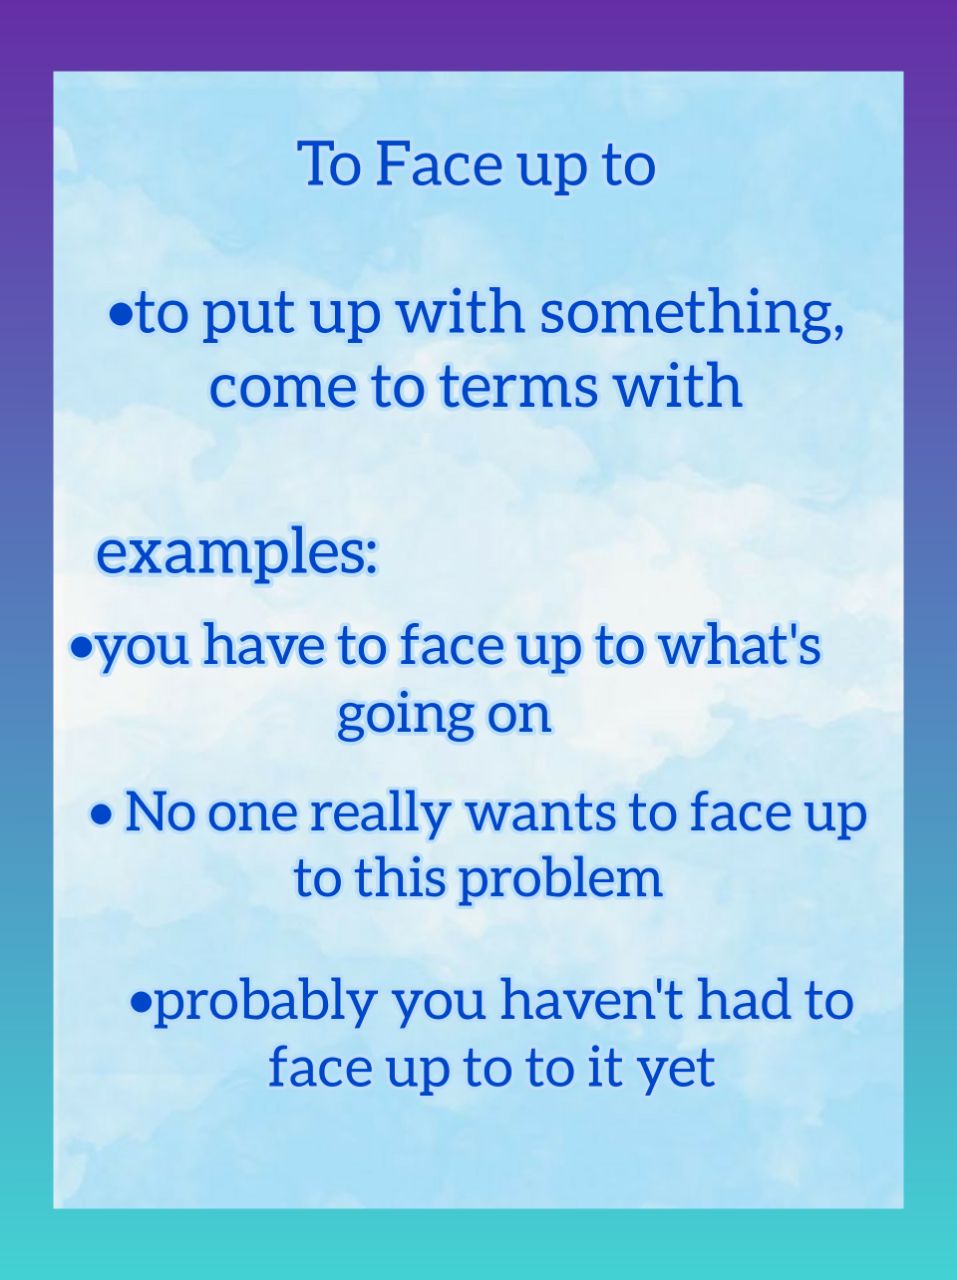 To Face up to
•to put up with something,
come to terms with
examples:
•you have to face up to what's
going on
• No one really wants to face up
to this problem
•probably you haven't had to
face up to to it yet